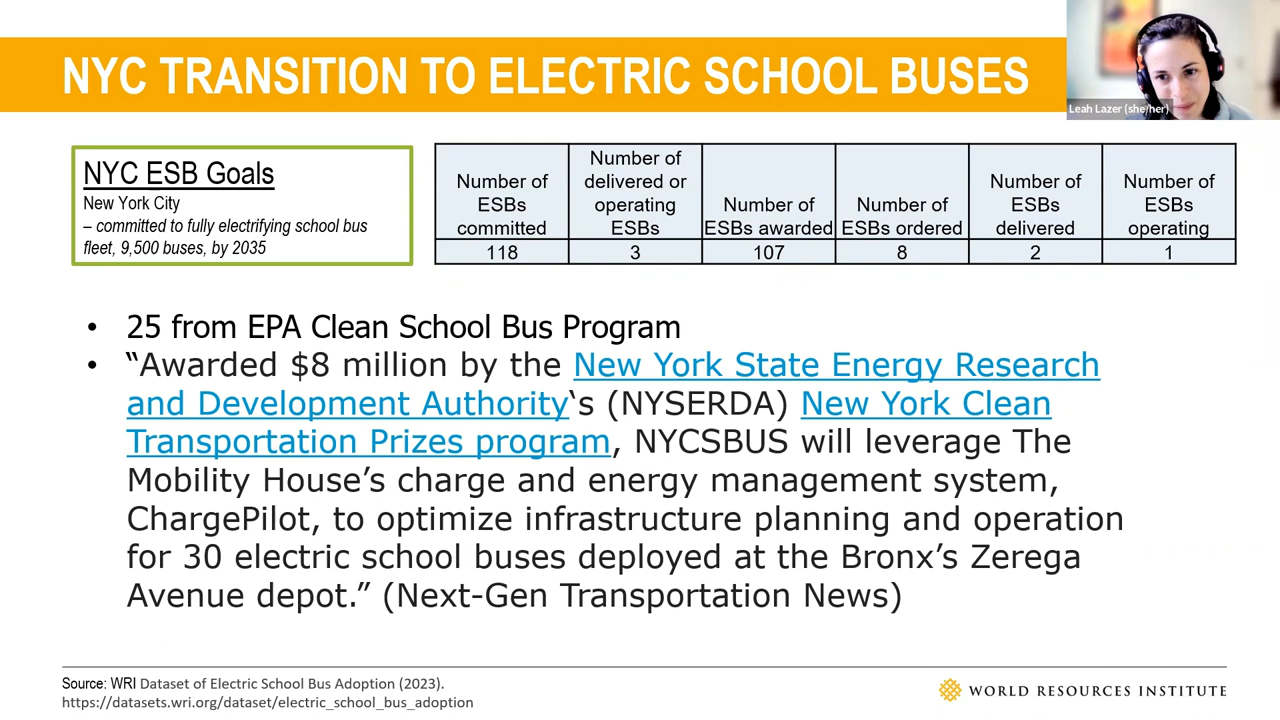 NYC TRANSITION TO ELECTRIC SCHOOL BUSES
Leah Lazer (she/her)
NYC ESB Goals
New York City
– committed to fully electrifying school bus
fleet, 9,500 buses, by 2035
Number of ESBs committed
Number of delivered or operating ESBs
Number of ESBs awarded
Number of ESBs ordered
Number of ESBs delivered
Number of ESBs operating
118 3 107 8 2 1
• 25 from EPA Clean School Bus Program
• “Awarded $8 million by the New York State Energy Research
and Development Authority‘s (NYSERDA) New York Clean
Transportation Prizes program, NYCSBUS will leverage The
Mobility House’s charge and energy management system,
ChargePilot, to optimize infrastructure planning and operation
for 30 electric school buses deployed at the Bronx’s Zerega
Avenue depot.” (Next-Gen Transportation News)
Source: WRI Dataset of Electric School Bus Adoption (2023).
https://datasets.wri.org/dataset/electric_school_bus_adoption
WORLD RESOURCES INSTITUTE